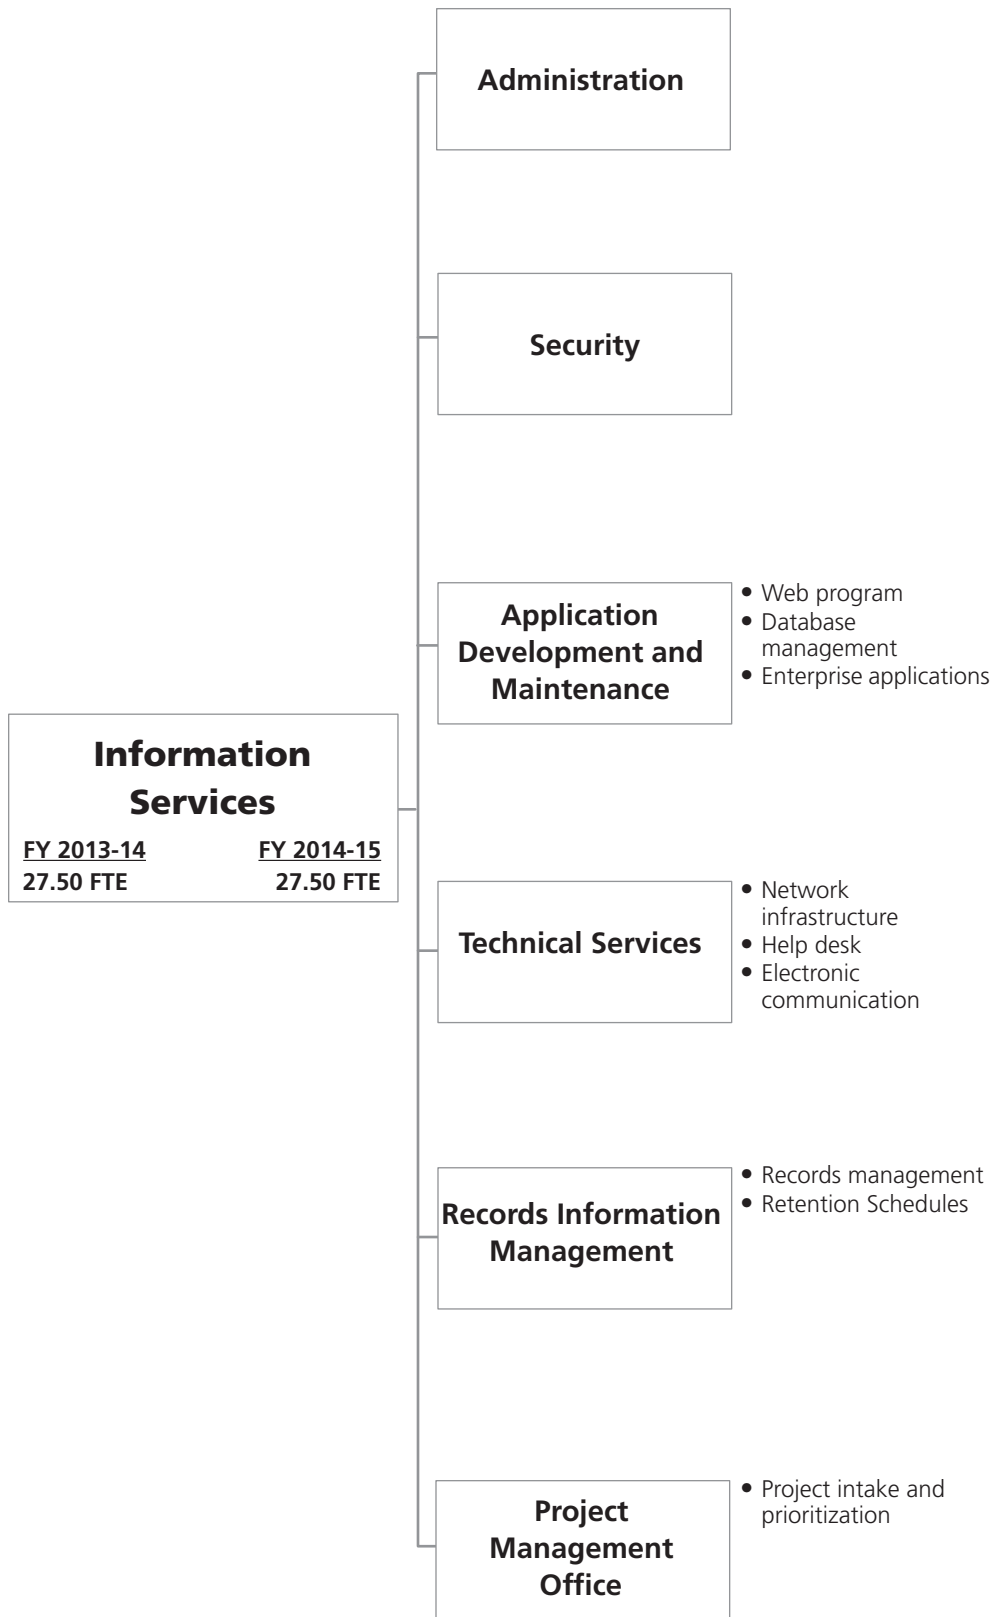 Administration
Security
Application
Development and
Maintenance
• Web program
• Database
management
• Enterprise applications
Information
Services
FY 2013-14 FY 2014-15
27.50 FTE 27.50 FTE
Technical Services
• Network
infrastructure
• Help desk
• Electronic
communication
Records Information
Management
• Records management
• Retention Schedules
Project
Management
Office
• Project intake and
prioritization